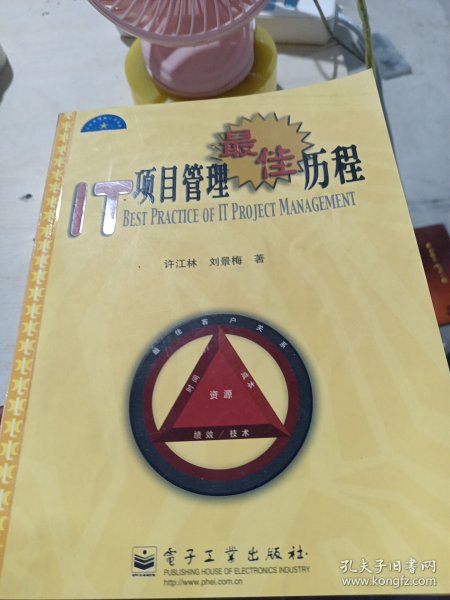 IT项目管理最佳历程
BEST PRACTICE OF IT PROJECT MANAGEMENT
许江林 刘景梅 著
最佳客户关系
时间
成本
资源
绩效/技术
电子工业出版社
PUBLISHING HOUSE OF ELECTRONICS INDUSTRY
http://www.phei.com.cn
孔夫子旧书网
www.kongfz.com